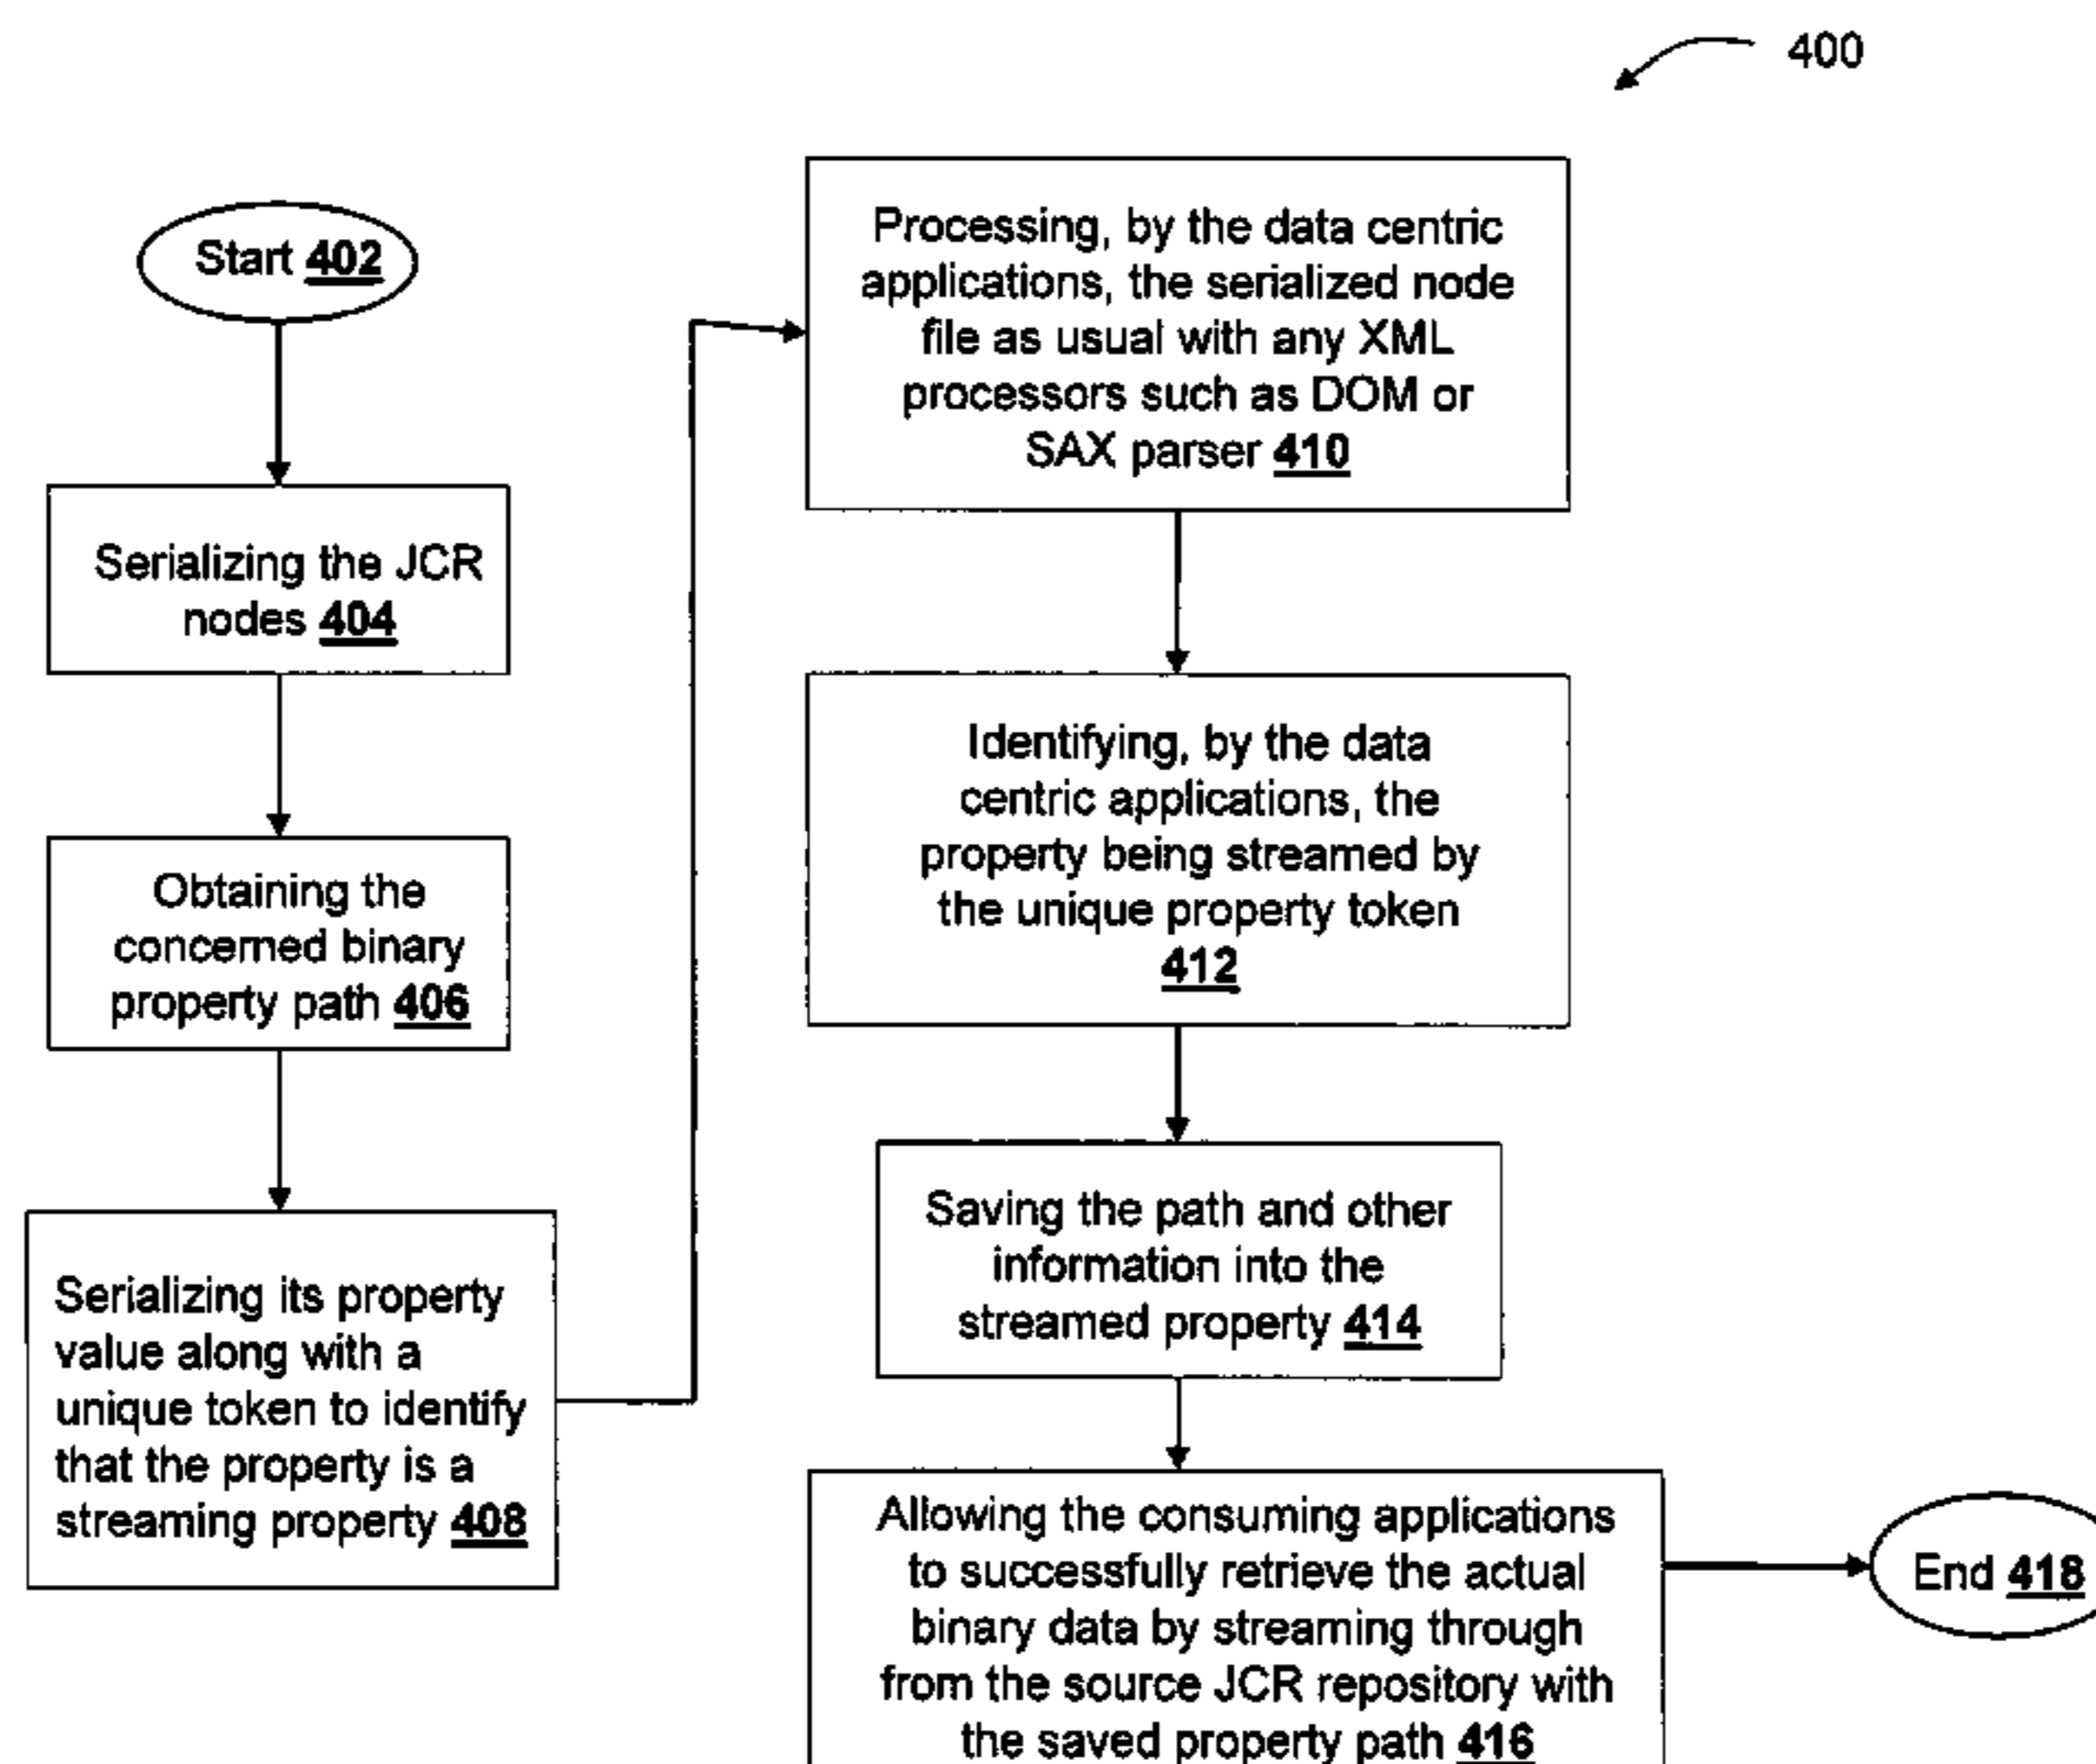 400
Start 402
Serializing the JCR
nodes 404
Obtaining the
concerned binary
property path 406
Serializing its property
value along with a
unique token to identify
that the property is a
streaming property 408
Processing, by the data centric
applications, the serialized node
file as usual with any XML
processors such as DOM or
SAX parser 410
Identifying, by the data
centric applications, the
property being streamed by
the unique property token
412
Saving the path and other
information into the
streamed property 414
Allowing the consuming applications
to successfully retrieve the actual
binary data by streaming through
from the source JCR repository with
the saved property path 416
End 418